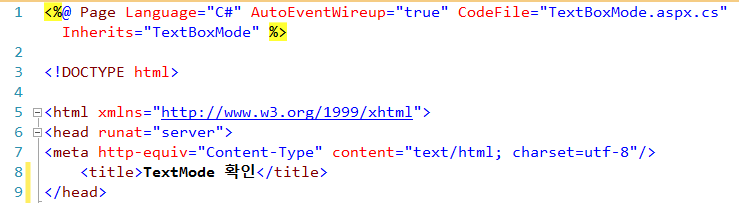 1 <%@ Page Language="C#" AutoEventWireup="true" CodeFile="TextBoxMode.aspx.cs"
Inherits="TextBoxMode" %>
2
3 <!DOCTYPE html>
4
5 <html xmlns="http://www.w3.org/1999/xhtml">
6 <head runat="server">
7 <meta http-equiv="Content-Type" content="text/html; charset=utf-8"/>
8 <title>TextMode 확인</title>
9 </head>